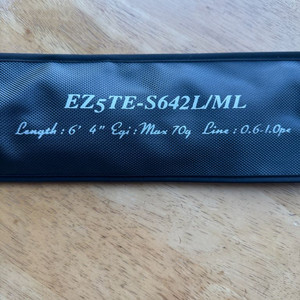 EZ5TE-S642L/ML
Length : 6' 4" Egi : Max 70g Line : 0.6-1.0pe